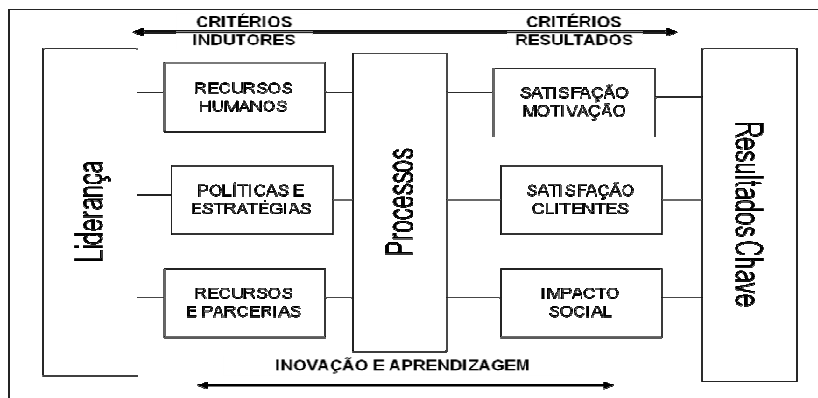 CRITÉRIOS
INDUTORES
CRITÉRIOS
RESULTADOS
Liderança
RECURSOS
HUMANOS
POLÍTICAS E
ESTRATÉGIAS
RECURSOS
E PARCERIAS
Processos
SATISFAÇÃO
MOTIVAÇÃO
SATISFAÇÃO
CLITENTES
IMPACTO
SOCIAL
Resultados Chave
INOVAÇÃO E APRENDIZAGEM